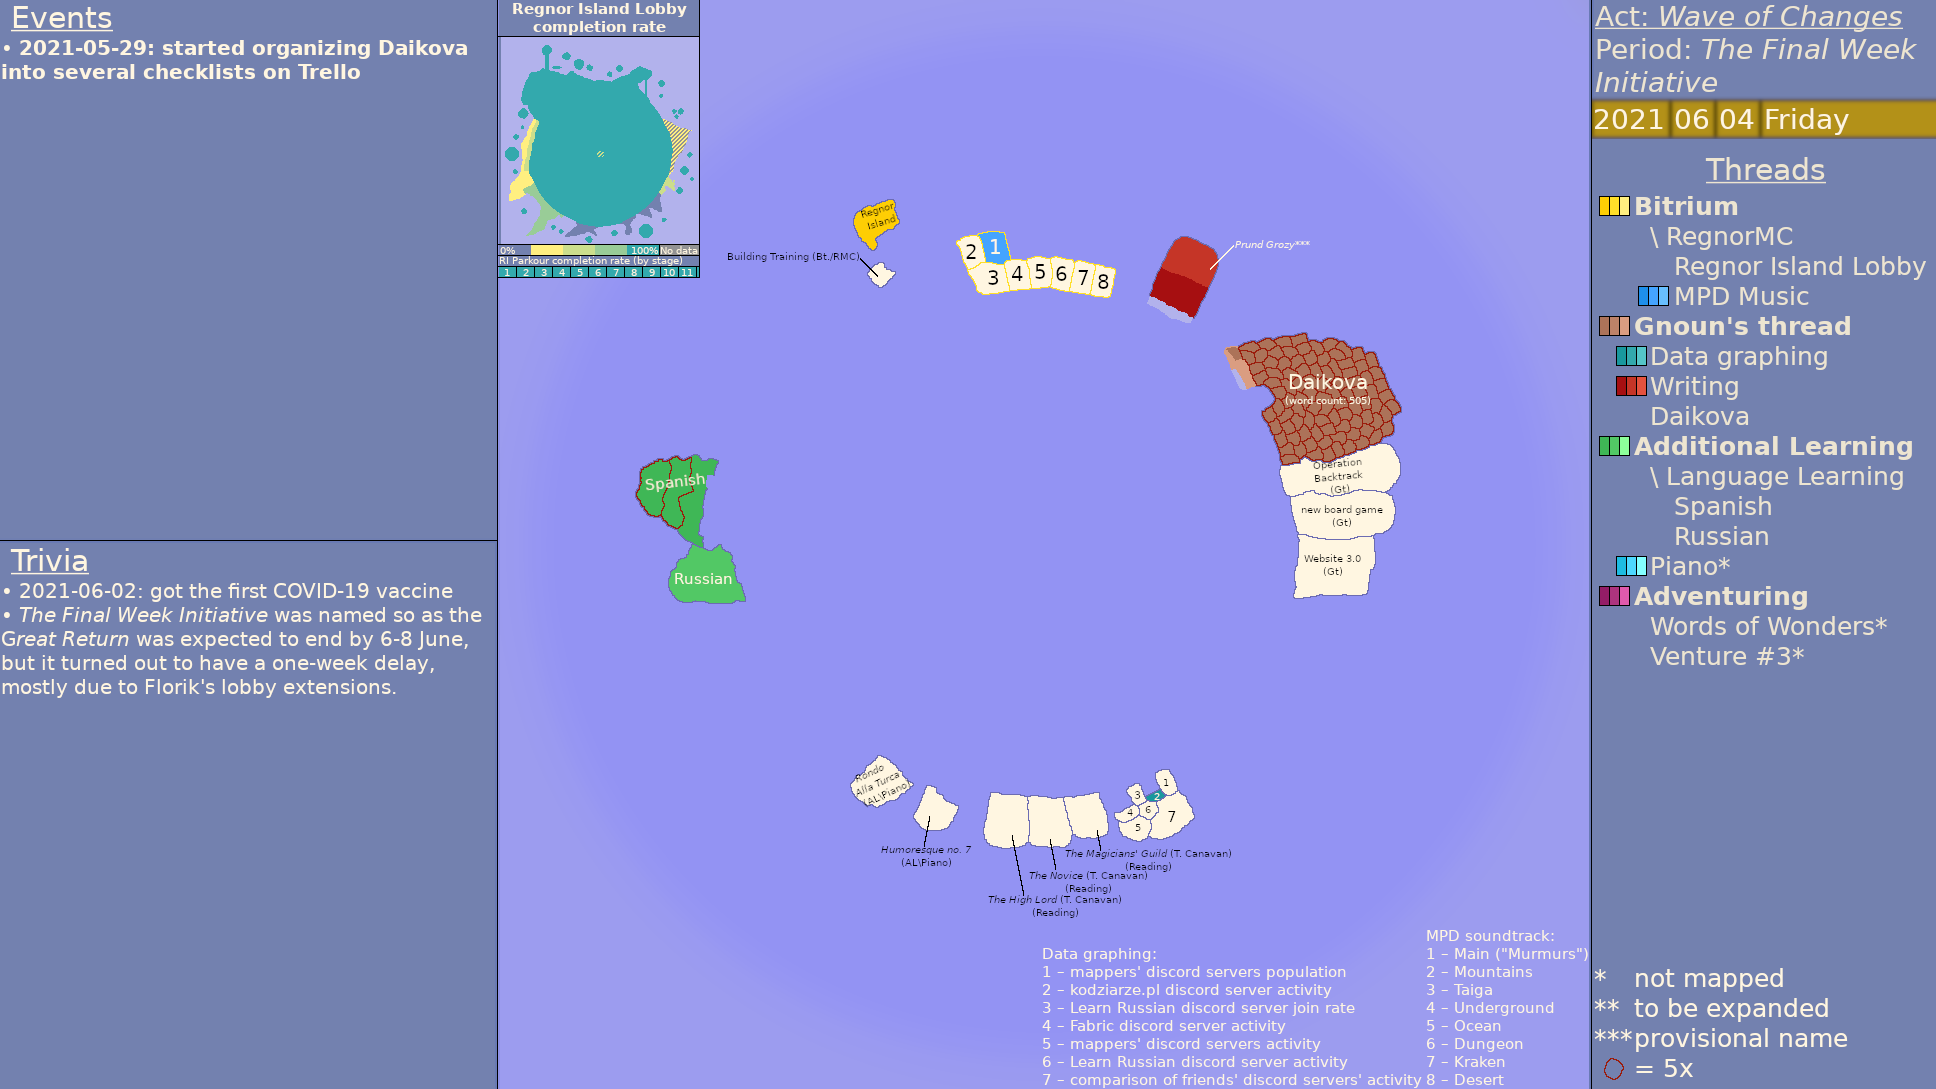 Events
• 2021-05-29: started organizing Daikova
into several checklists on Trello
Trivia
• 2021-06-02: got the first COVID-19 vaccine
• The Final Week Initiative was named so as the
Great Return was expected to end by 6-8 June,
but it turned out to have a one-week delay,
mostly due to Florik's lobby extensions.
Regnor Island Lobby
completion rate
0%
100%
No data
RI Parkour completion rate (by stage)
1 2 3 4 5 6 7 8 9 10 11
Regnor
Island
Building Training (Bt./RMC)
2 1
3 4 5 6 7 8
Prund Grozy***
Daikova
(word count: 505)
Operation
Backtrack
(Gt)
new board game
(Gt)
Website 3.0
(Gt)
Spanish
Russian
Rondo
Alla Turca
(AL\Piano)
Humoresque no. 7
(AL\Piano)
The Magicians' Guild (T. Canavan)
(Reading)
The Novice (T. Canavan)
(Reading)
The High Lord (T. Canavan)
(Reading)
1
3 2
4 6 7
5
Data graphing:
1 – mappers' discord servers population
2 – kodziarze.pl discord server activity
3 – Learn Russian discord server join rate
4 – Fabric discord server activity
5 – mappers' discord servers activity
6 – Learn Russian discord server activity
7 – comparison of friends' discord servers' activity
MPD soundtrack:
1 – Main ("Murmurs")
2 – Mountains
3 – Taiga
4 – Underground
5 – Ocean
6 – Dungeon
7 – Kraken
8 – Desert
Act: Wave of Changes
Period: The Final Week
Initiative
2021 06 04 Friday
Threads
Bitrium
\ RegnorMC
Regnor Island Lobby
MPD Music
Gnoun's thread
Data graphing
Writing
Daikova
Additional Learning
\ Language Learning
Spanish
Russian
Piano*
Adventuring
Words of Wonders*
Venture #3*
* not mapped
** to be expanded
*** provisional name
= 5x